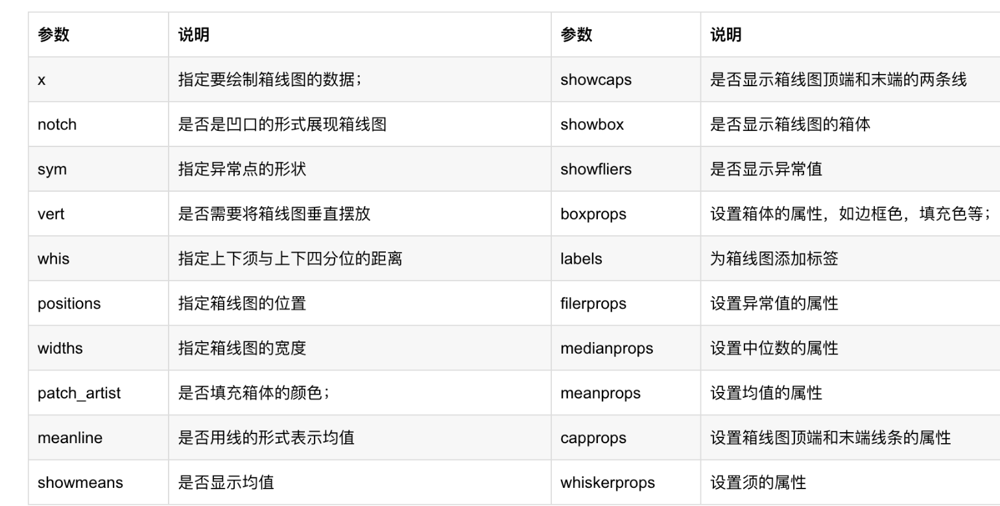 参数 说明 参数 说明
x 指定要绘制箱线图的数据； showcaps 是否显示箱线图顶端和末端的两条线
notch 是否是凹口的形式展现箱线图 showbox 是否显示箱线图的箱体
sym 指定异常点的形状 showfliers 是否显示异常值
vert 是否需要将箱线图垂直摆放 boxprops 设置箱体的属性，如边框色，填充色等；
whis 指定上下须与上下四分位的距离 labels 为箱线图添加标签
positions 指定箱线图的位置 filerprops 设置异常值的属性
widths 指定箱线图的宽度 medianprops 设置中位数的属性
patch_artist 是否填充箱体的颜色； meanprops 设置均值的属性
meanline 是否用线的形式表示均值 capprops 设置箱线图顶端和末端线条的属性
showmeans 是否显示均值 whiskerprops 设置须的属性